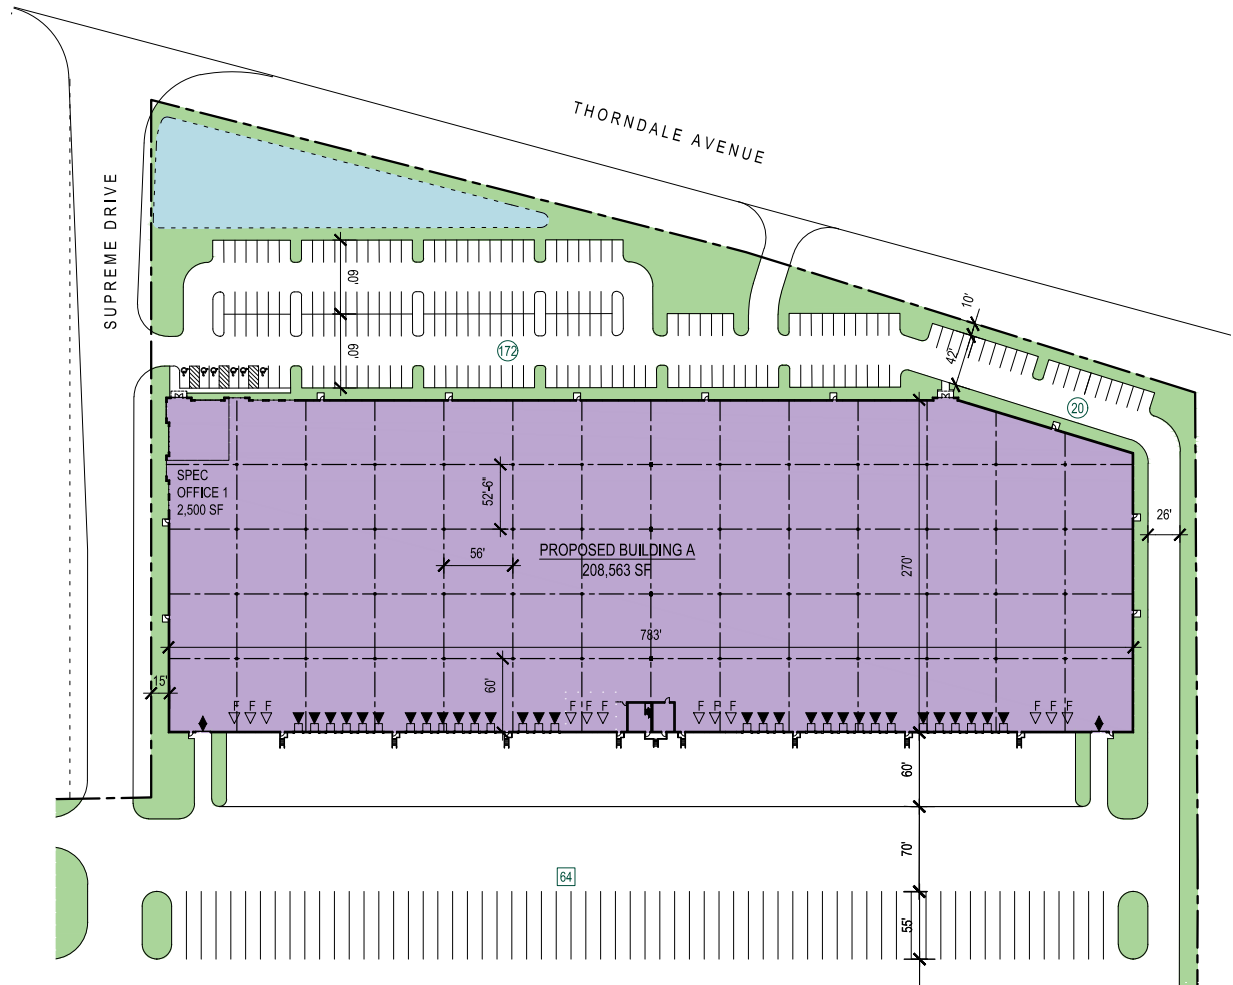 THORNDALE AVENUE
SUPREME DRIVE
60'
10'
60'
172
42'
20
SPEC
OFFICE 1
2,500 SF
52'-6"
26'
56'
PROPOSED BUILDING A
208,563 SF
270'
783'
15'
60'
F F F
F F F
F F F
F F F
60'
70'
64
55'